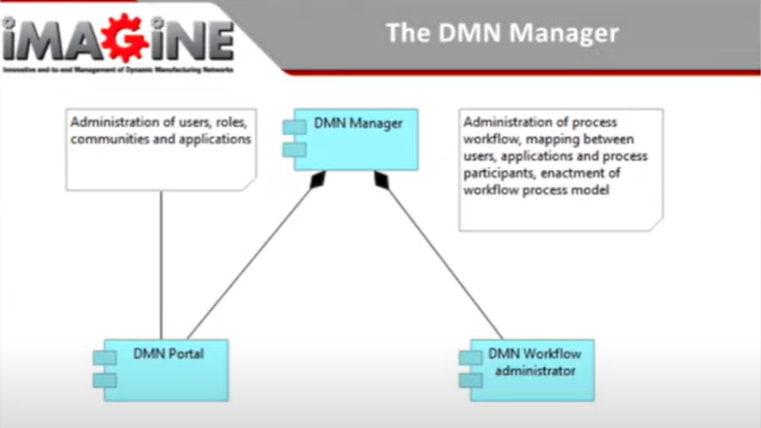 iMAGiNE
Innovative end-to-end Management of Dynamic Manufacturing Networks
The DMN Manager
Administration of users, roles,
communities and applications
DMN Manager
Administration of process
workflow, mapping between
users, applications and process
participants, enactment of
workflow process model
DMN Portal
DMN Workflow
administrator